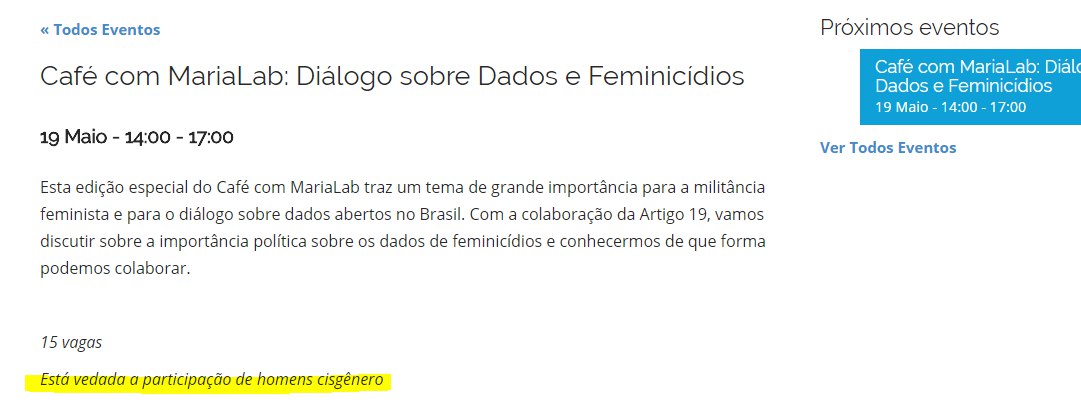 « Todos Eventos
Café com MariaLab: Diálogo sobre Dados e Feminicídios
19 Maio - 14:00 - 17:00
Esta edição especial do Café com MariaLab traz um tema de grande importância para a militância
feminista e para o diálogo sobre dados abertos no Brasil. Com a colaboração da Artigo 19, vamos
discutir sobre a importância política sobre os dados de feminicídios e conhecermos de que forma
podemos colaborar.
15 vagas
Está vedada a participação de homens cisgênero
Próximos eventos
Café com MariaLab:
Dados e Feminicídios
19 Maio - 14:00 - 17:00
Ver Todos Eventos